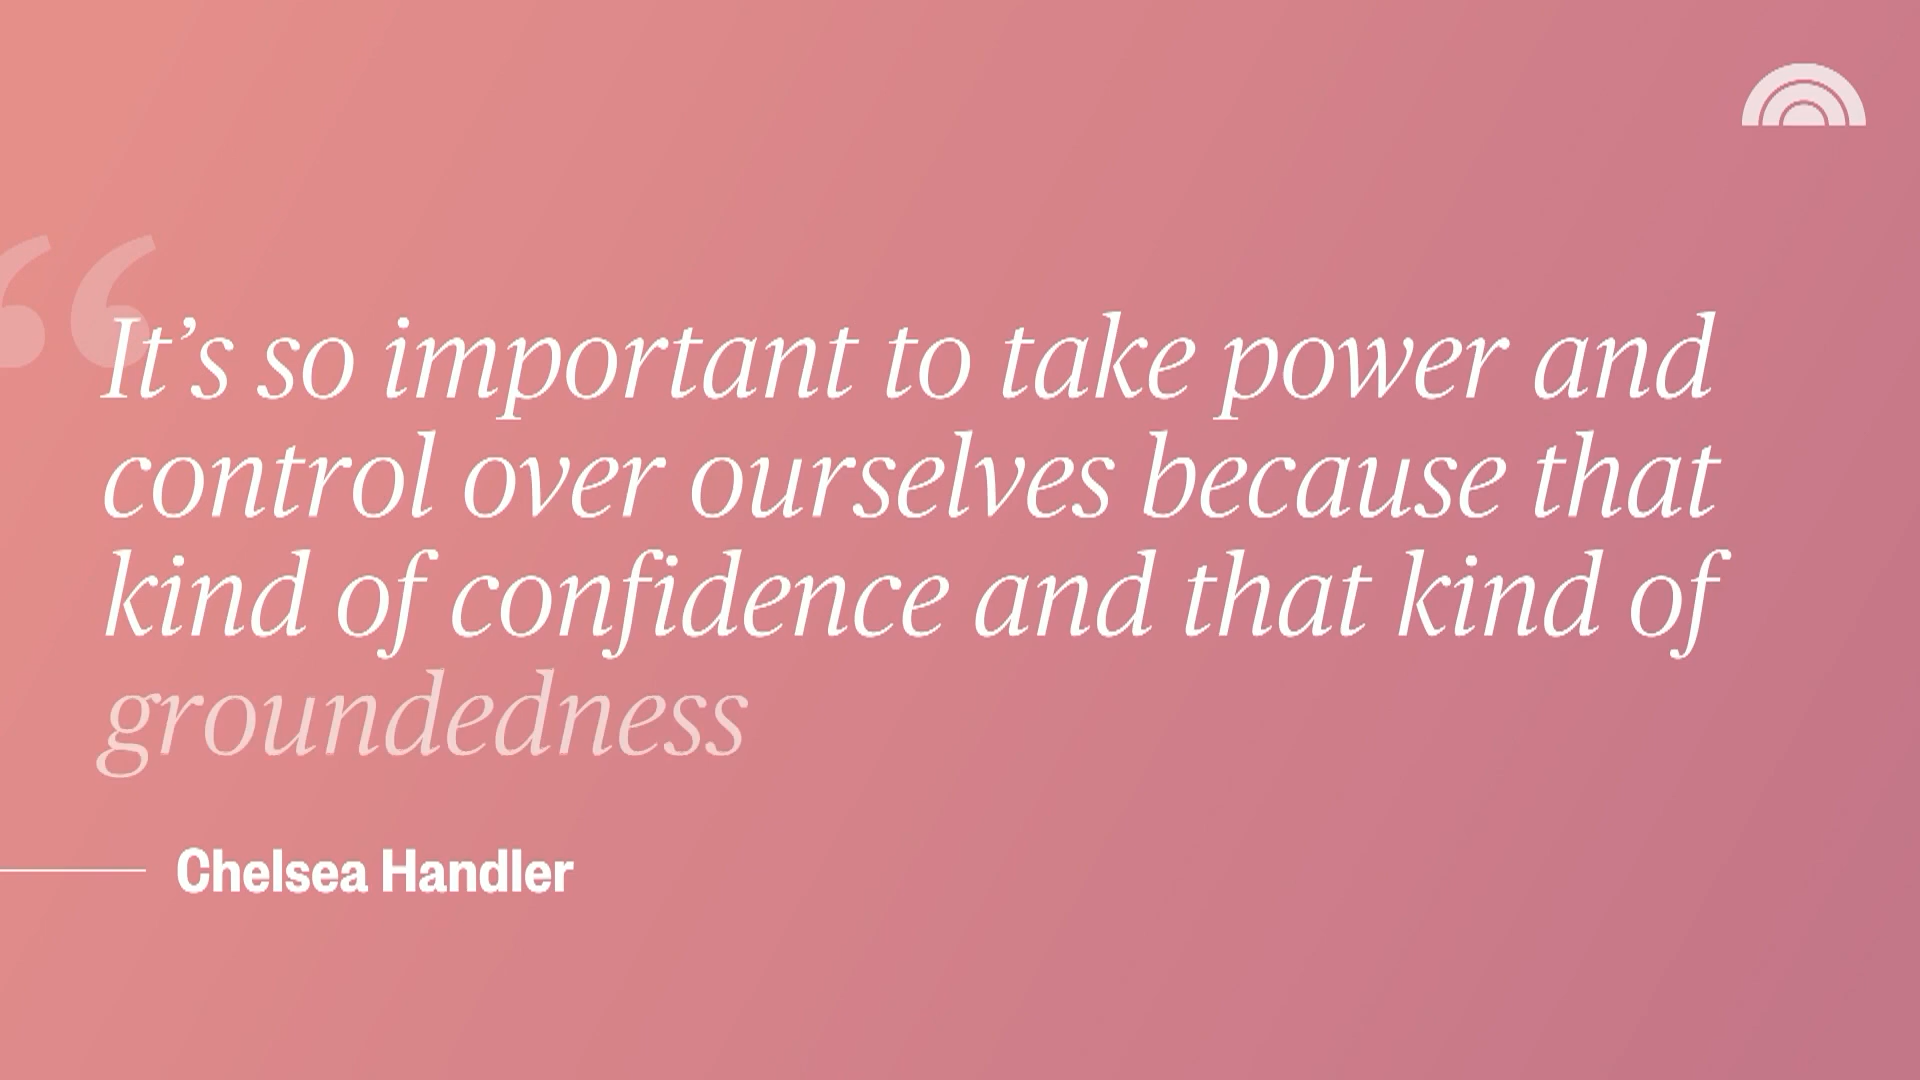 “It’s so important to take power and
control over ourselves because that
kind of confidence and that kind of
groundedness
Chelsea Handler